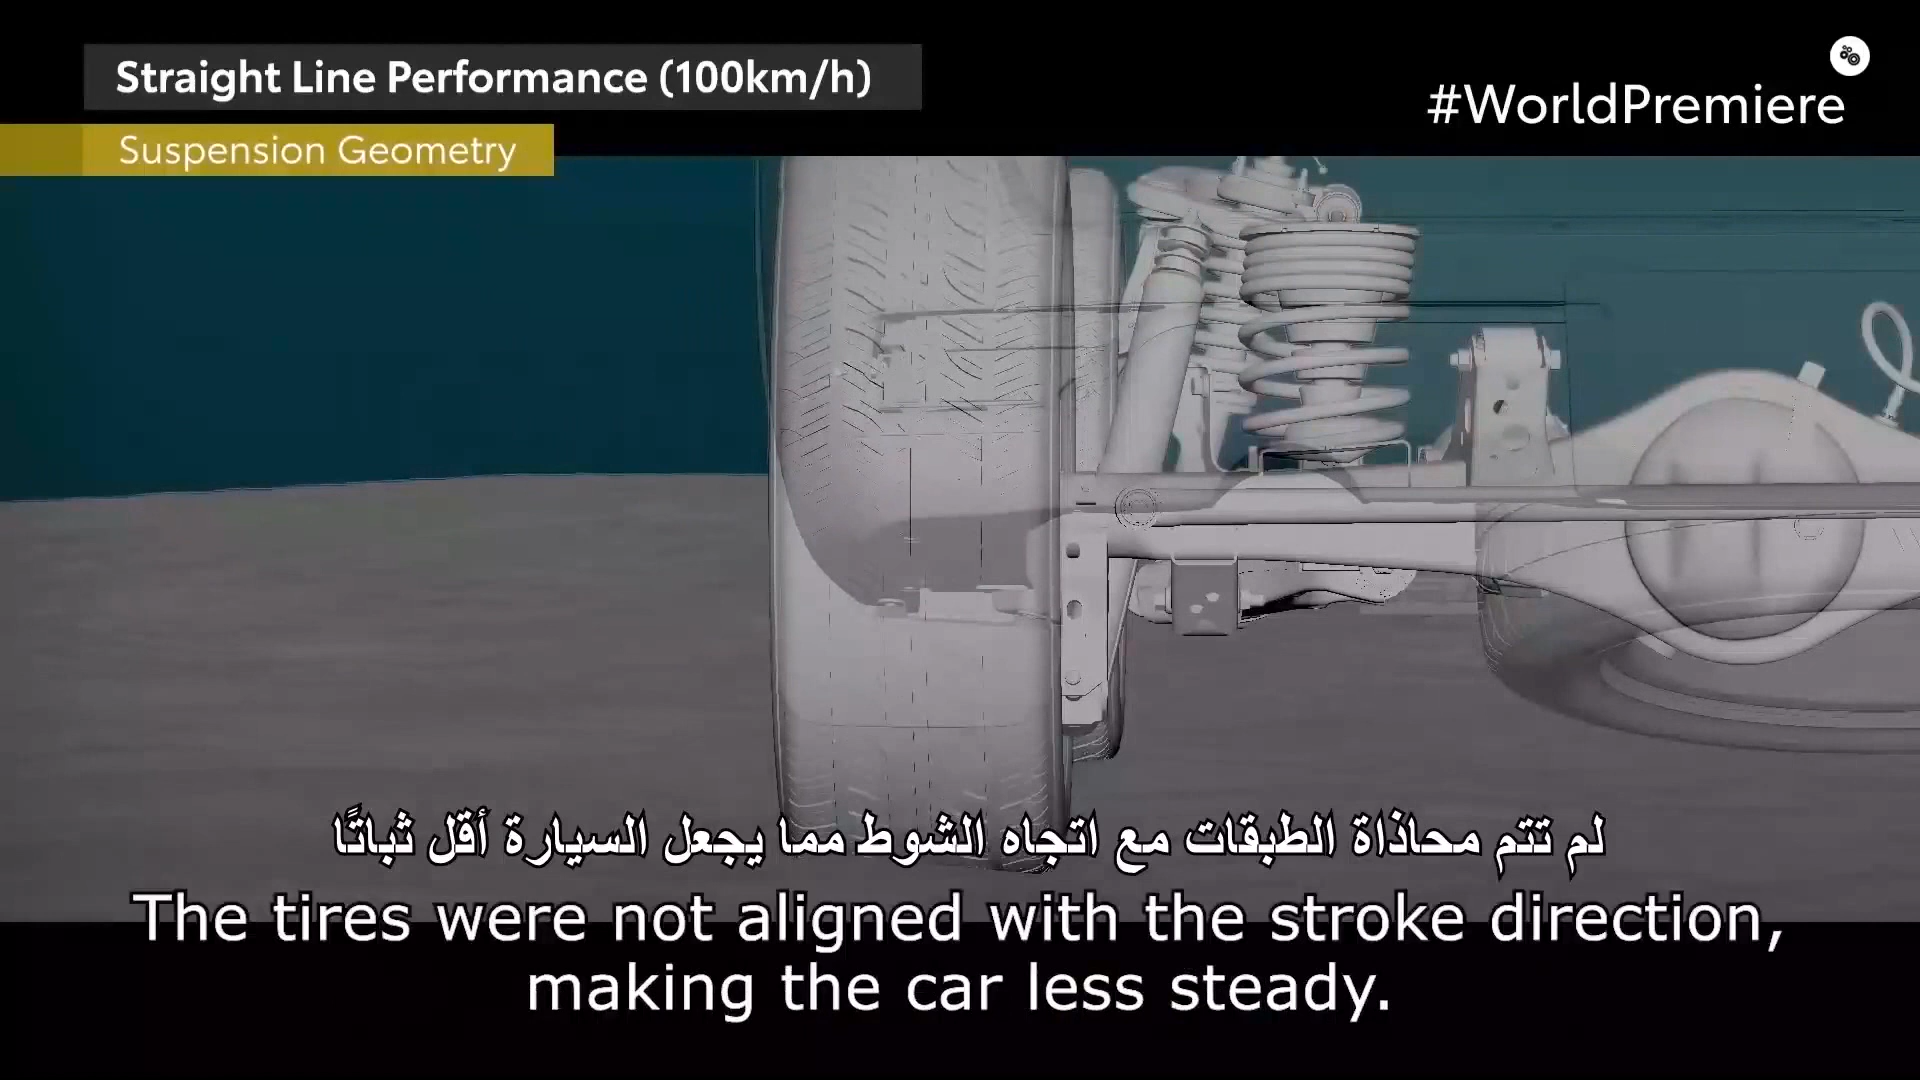 Straight Line Performance (100km/h)
#WorldPremiere
Suspension Geometry
لم تتم محاذاة الطبقات مع اتجاه الشوط مما يجعل السيارة أقل ثباتًا
The tires were not aligned with the stroke direction,
making the car less steady.